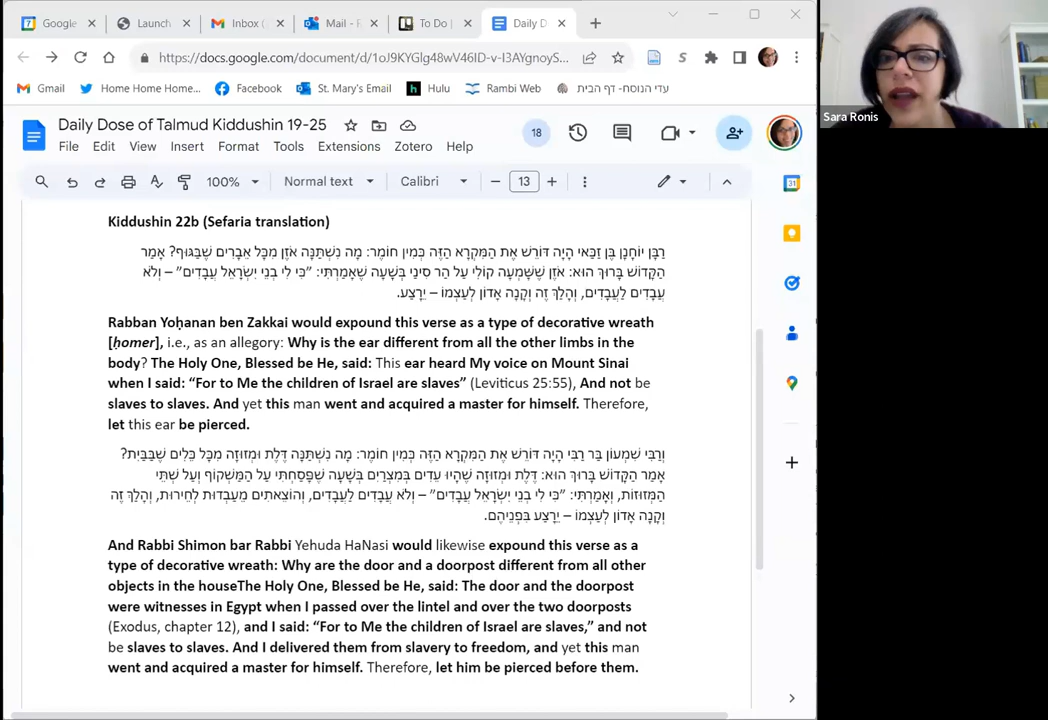 Google
Launch
Inbox (
Mail - R
To Do |
Daily D
https://docs.google.com/document/d/1oJ9KYGlg48wV46ID-v-I3AYgnoyS...
Gmail
Twitter Home Home...
Facebook
St. Mary's Email
Hulu
Rambi Web
עדי הנוסח- דף הבית
Daily Dose of Talmud Kiddushin 19-25
18
File Edit View Insert Format Tools Extensions Zotero Help
100% Normal text Calibri 13
Kiddushin 22b (Sefaria translation)
רַבָּן יוֹחָנָן בֶּן זַכַּאי הָיָה דּוֹרֵשׁ אֶת הַמִּקְרָא הַזֶּה כְּמִין חוֹמֶר: מָה נִשְׁתַּנָּה אֹזֶן מִכׇּל אֵבָרִים שֶׁבַּגּוּף? אָמַר
הַקָּדוֹשׁ בָּרוּךְ הוּא: אֹזֶן שֶׁשָּׁמְעָה קוֹלִי עַל הַר סִינַי בְּשָׁעָה שֶׁאָמַרְתִּי: ״כִּי לִי בְנֵי יִשְׂרָאֵל עֲבָדִים״ – וְלֹא
עֲבָדִים לַעֲבָדִים, וְהָלַךְ זֶה וְקָנָה אָדוֹן לְעַצְמוֹ – יֵרָצַע.
Rabban Yoḥanan ben Zakkai would expound this verse as a type of decorative wreath
[ḥomer], i.e., as an allegory: Why is the ear different from all the other limbs in the
body? The Holy One, Blessed be He, said: This ear heard My voice on Mount Sinai
when I said: “For to Me the children of Israel are slaves” (Leviticus 25:55), And not be
slaves to slaves. And yet this man went and acquired a master for himself. Therefore,
let this ear be pierced.
וְרַבִּי שִׁמְעוֹן בַּר רַבִּי הָיָה דּוֹרֵשׁ אֶת הַמִּקְרָא הַזֶּה כְּמִין חוֹמֶר: מָה נִשְׁתַּנָּה דֶּלֶת וּמְזוּזָה מִכׇּל כֵּלִים שֶׁבַּבַּיִת?
אָמַר הַקָּדוֹשׁ בָּרוּךְ הוּא: דֶּלֶת וּמְזוּזָה שֶׁהָיוּ עֵדִים בְּמִצְרַיִם בְּשָׁעָה שֶׁפָּסַחְתִּי עַל הַמַּשְׁקוֹף וְעַל שְׁתֵּי
הַמְּזוּזוֹת, וְאָמַרְתִּי: ״כִּי לִי בְנֵי יִשְׂרָאֵל עֲבָדִים״ – וְלֹא עֲבָדִים לַעֲבָדִים, וְהוֹצֵאתִים מֵעַבְדוּת לְחֵירוּת, וְהָלַךְ זֶה
וְקָנָה אָדוֹן לְעַצְמוֹ – יֵרָצַע בִּפְנֵיהֶם.
And Rabbi Shimon bar Rabbi Yehuda HaNasi would likewise expound this verse as a
type of decorative wreath: Why are the door and a doorpost different from all other
objects in the houseThe Holy One, Blessed be He, said: The door and the doorpost
were witnesses in Egypt when I passed over the lintel and over the two doorposts
(Exodus, chapter 12), and I said: “For to Me the children of Israel are slaves,” and not
be slaves to slaves. And I delivered them from slavery to freedom, and yet this man
went and acquired a master for himself. Therefore, let him be pierced before them.
Sara Ronis